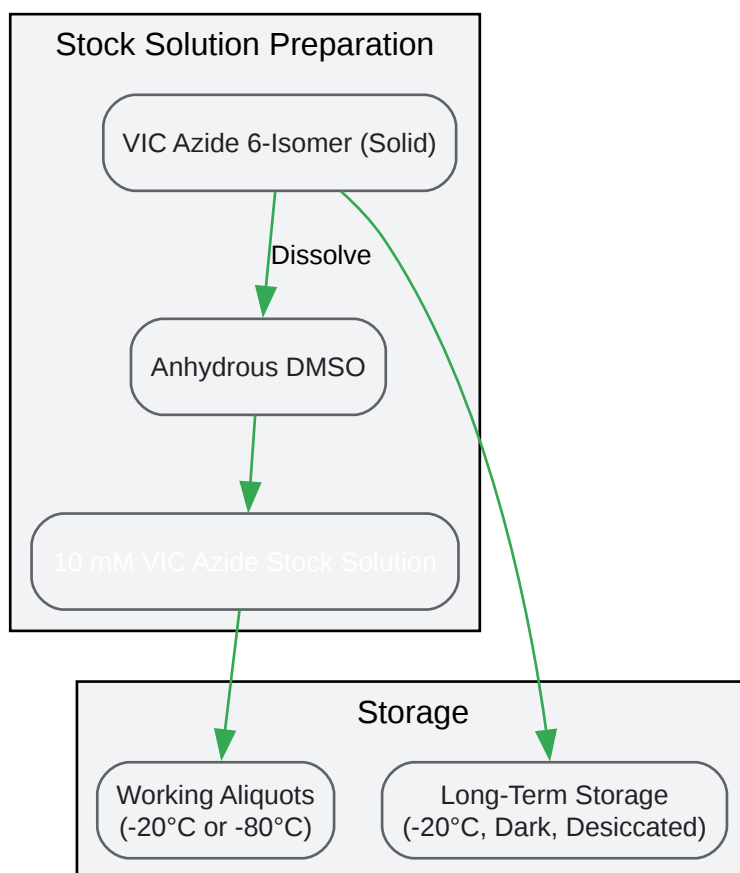 Stock Solution Preparation
VIC Azide 6-Isomer (Solid)
Dissolve
Anhydrous DMSO
10 mM VIC Azide Stock Solution
Storage
Working Aliquots
(-20°C or -80°C)
Long-Term Storage
(-20°C, Dark, Desiccated)